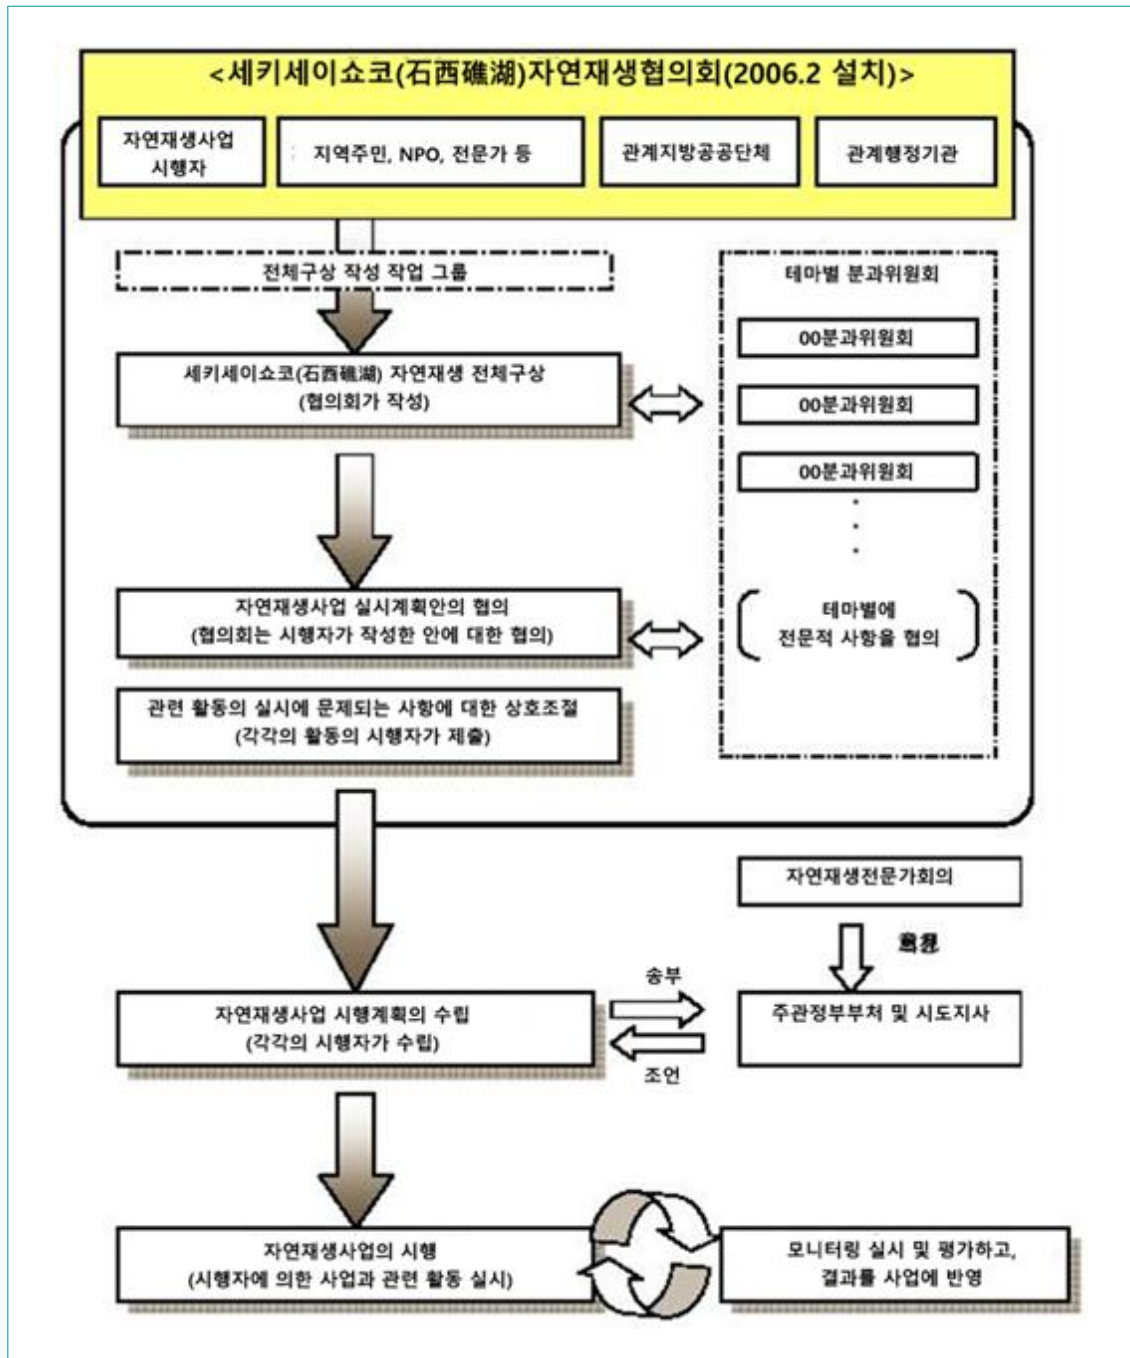 <세키세이쇼코(石西礁湖)자연재생협의회(2006.2 설치)>
자연재생사업
시행자
지역주민, NPO, 전문가 등
관계지방공공단체
관계행정기관
전체구상 작성 작업 그룹
테마별 분과위원회
00분과위원회
00분과위원회
00분과위원회
세키세이쇼코(石西礁湖) 자연재생 전체구상
(협의회가 작성)
자연재생사업 실시계획안의 협의
(협의회는 시행자가 작성한 안에 대한 협의)
테마별에
전문적 사항을 협의
관련 활동의 실시에 문제되는 사항에 대한 상호조절
(각각의 활동의 시행자가 제출)
자연재생전문가회의
송부
자연재생사업 시행계획의 수립
(각각의 시행자가 수립)
주관정부부처 및 시도지사
조언
자연재생사업의 시행
(시행자에 의한 사업과 관련 활동 실시)
모니터링 실시 및 평가하고,
결과를 사업에 반영